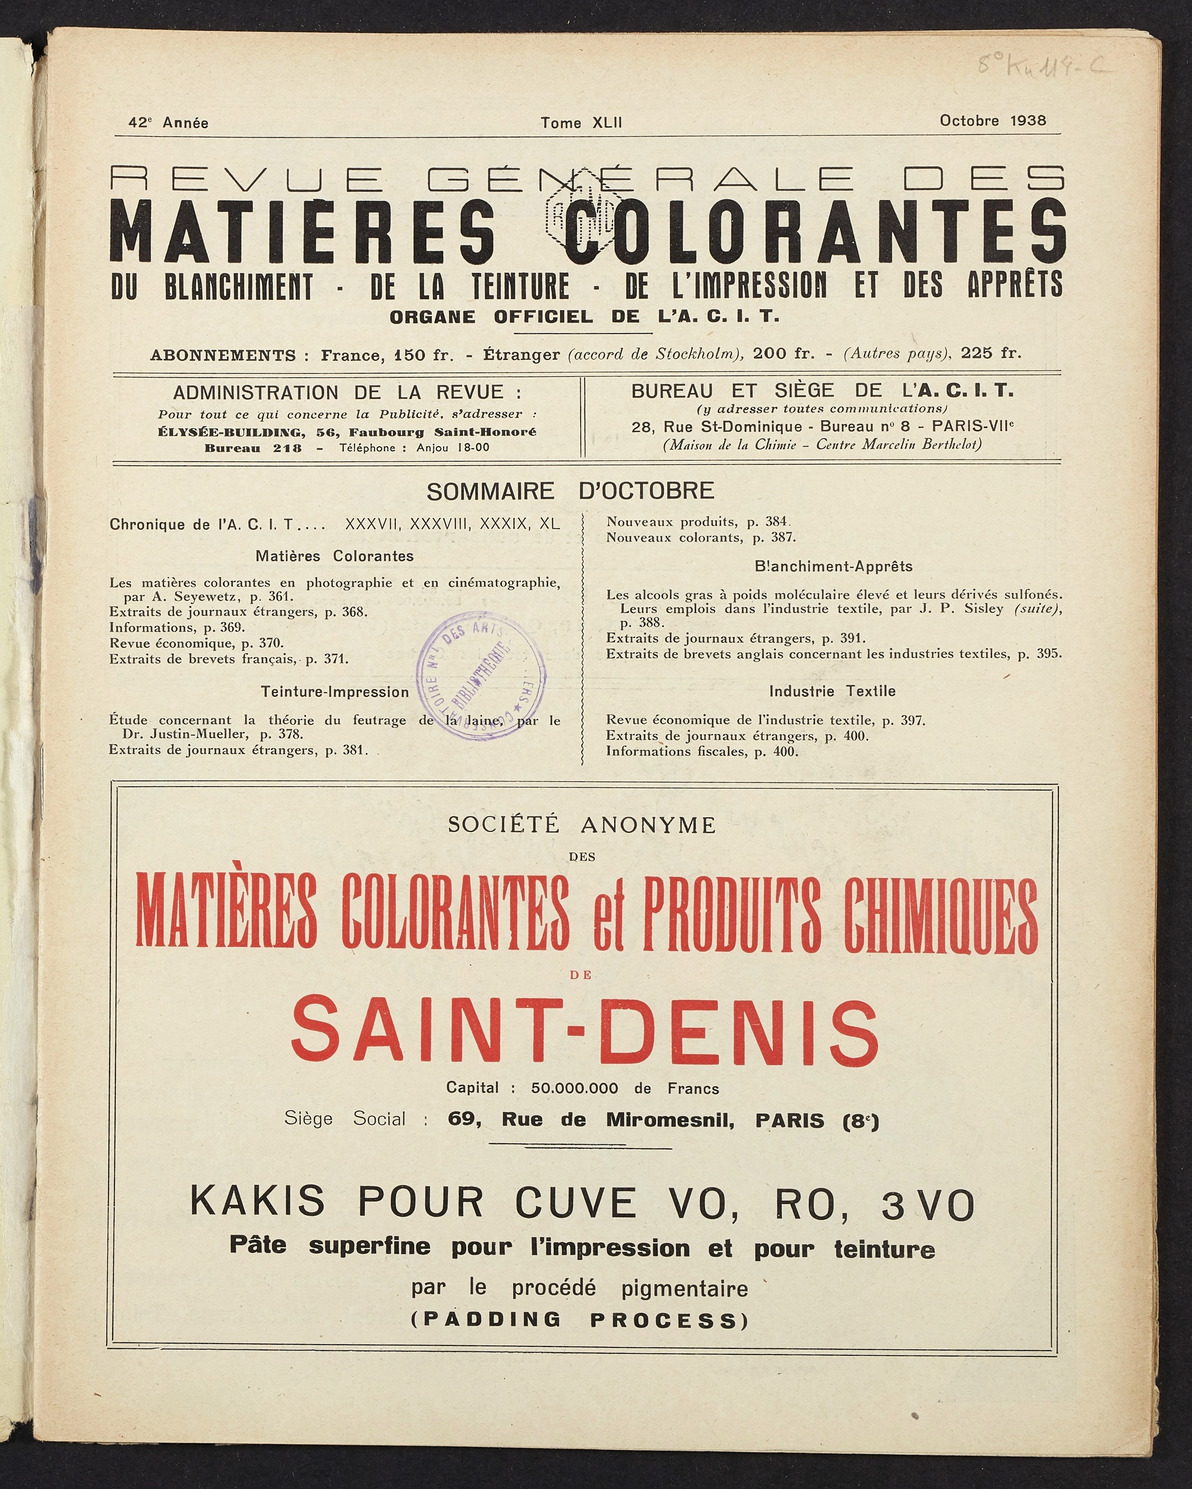 8° Ku 119-C
42e Année Tome XLII Octobre 1938
REVUE GÉNÉRALE DES
MATIÈRES COLORANTES
DU BLANCHIMENT - DE LA TEINTURE - DE L'IMPRESSION ET DES APPRÊTS
ORGANE OFFICIEL DE L'A. C. I. T.
ABONNEMENTS : France, 150 fr. - Étranger (accord de Stockholm), 200 fr. - (Autres pays), 225 fr.
ADMINISTRATION DE LA REVUE :
Pour tout ce qui concerne la Publicité, s'adresser :
ÉLYSÉE-BUILDING, 56, Faubourg Saint-Honoré
Bureau 218 – Téléphone : Anjou 18-00
BUREAU ET SIÈGE DE L'A. C. I. T.
(y adresser toutes communications)
28, Rue St-Dominique - Bureau no 8 - PARIS-VIIe
(Maison de la Chimie – Centre Marcelin Berthelot)
SOMMAIRE D'OCTOBRE
Chronique de l'A. C. I. T.... XXXVII, XXXVIII, XXXIX, XL
Matières Colorantes
Les matières colorantes en photographie et en cinématographie,
par A. Seyewetz, p. 361.
Extraits de journaux étrangers, p. 368.
Informations, p. 369.
Revue économique, p. 370.
Extraits de brevets français, p. 371.
Teinture-Impression
Étude concernant la théorie du feutrage de la laine, par le
Dr. Justin-Mueller, p. 378.
Extraits de journaux étrangers, p. 381.
CONSERVATOIRE NAL DES ARTS
BIBLIOTHÈQUE
Nouveaux produits, p. 384.
Nouveaux colorants, p. 387.
Blanchiment-Apprêts
Les alcools gras à poids moléculaire élevé et leurs dérivés sulfonés.
Leurs emplois dans l'industrie textile, par J. P. Sisley (suite),
p. 388.
Extraits de journaux étrangers, p. 391.
Extraits de brevets anglais concernant les industries textiles, p. 395.
Industrie Textile
Revue économique de l'industrie textile, p. 397.
Extraits de journaux étrangers, p. 400.
Informations fiscales, p. 400.
SOCIÉTÉ ANONYME
DES
MATIÈRES COLORANTES et PRODUITS CHIMIQUES
DE
SAINT-DENIS
Capital : 50.000.000 de Francs
Siège Social : 69, Rue de Miromesnil, PARIS (8e)
KAKIS POUR CUVE VO, RO, 3 VO
Pâte superfine pour l'impression et pour teinture
par le procédé pigmentaire
(PADDING PROCESS)